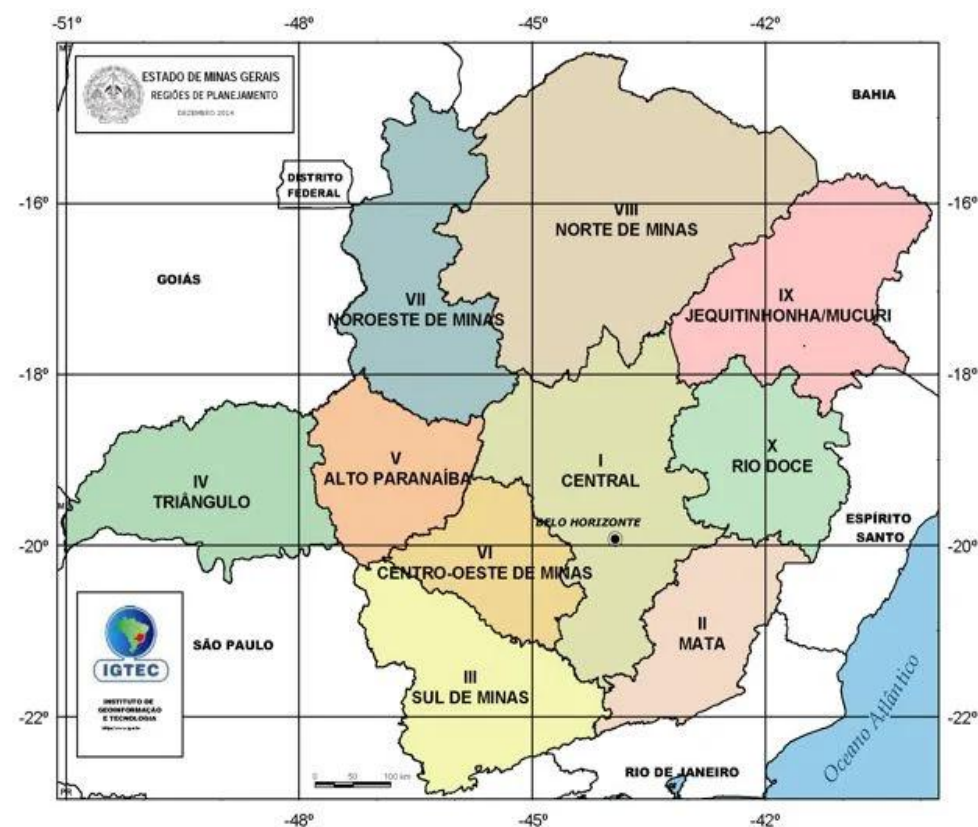 -51º
-48º
-45º
-42º
ESTADO DE MINAS GERAIS
REGIÕES DE PLANEJAMENTO
DEZEMBRO 2014
BAHIA
DISTRITO
FEDERAL
-16º
-16º
VIII
NORTE DE MINAS
GOIÁS
VII
NOROESTE DE MINAS
IX
JEQUITINHONHA/MUCURI
-18º
-18º
V
ALTO PARANAÍBA
I
CENTRAL
X
RIO DOCE
IV
TRIÂNGULO
BELO HORIZONTE
ESPÍRITO
SANTO
-20º
-20º
VI
CENTRO-OESTE DE MINAS
II
MATA
SÃO PAULO
IGTEC
INSTITUTO DE
GEOINFORMAÇÃO
E TECNOLOGIA
III
SUL DE MINAS
Oceano Atlântico
-22º
-22º
0 50 100 km
RIO DE JANEIRO
PR
-48º
-45º
-42º